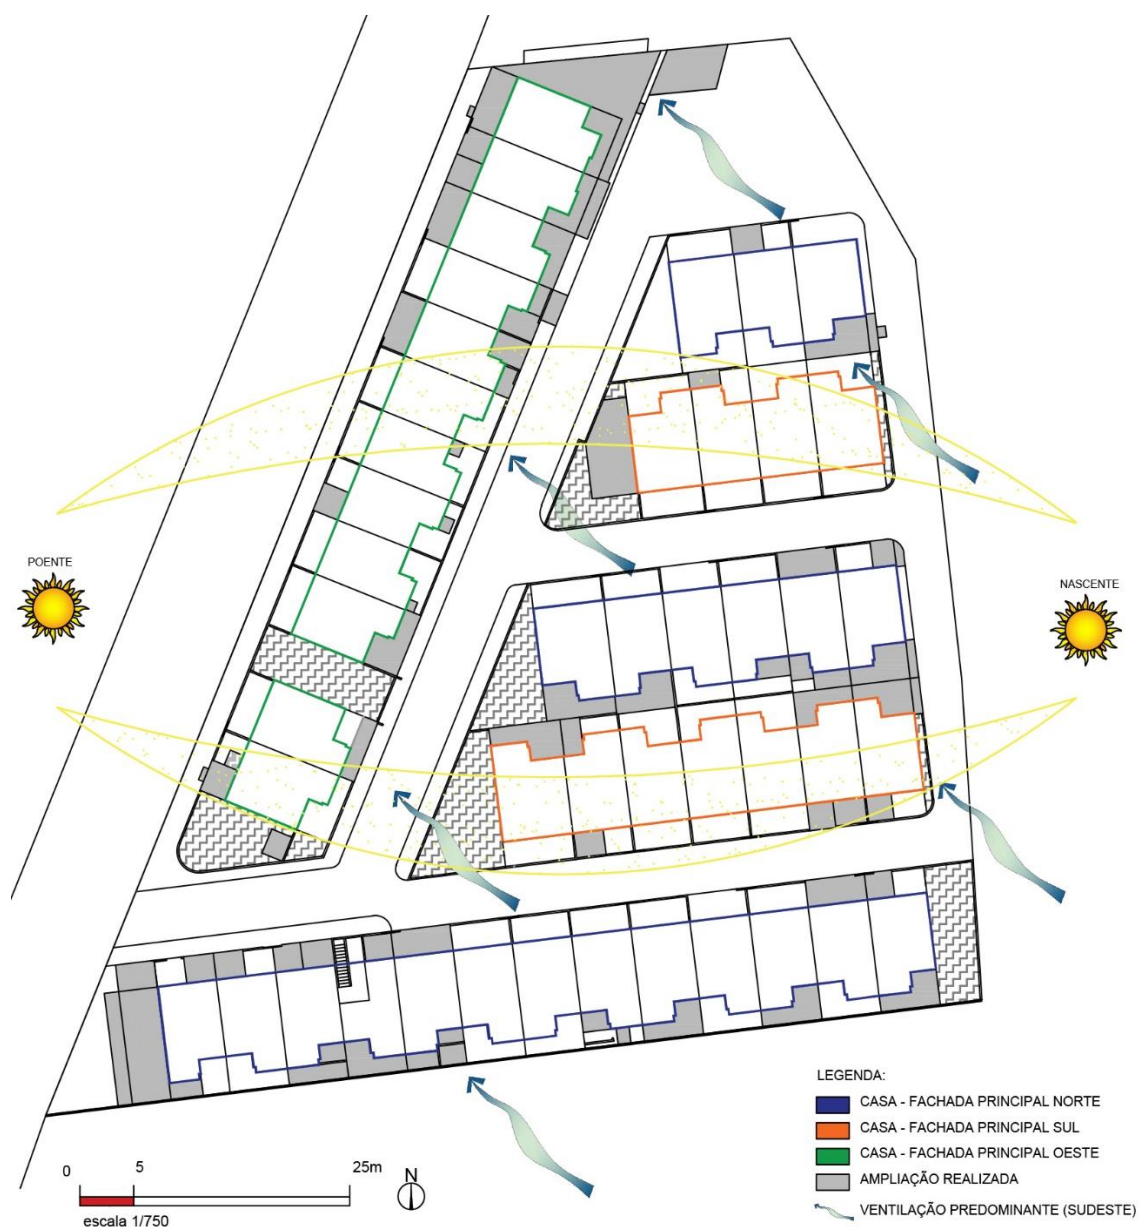 POENTE
NASCENTE
LEGENDA:
CASA - FACHADA PRINCIPAL NORTE
CASA - FACHADA PRINCIPAL SUL
CASA - FACHADA PRINCIPAL OESTE
AMPLIAÇÃO REALIZADA
VENTILAÇÃO PREDOMINANTE (SUDESTE)
0 5 25m
N
escala 1/750